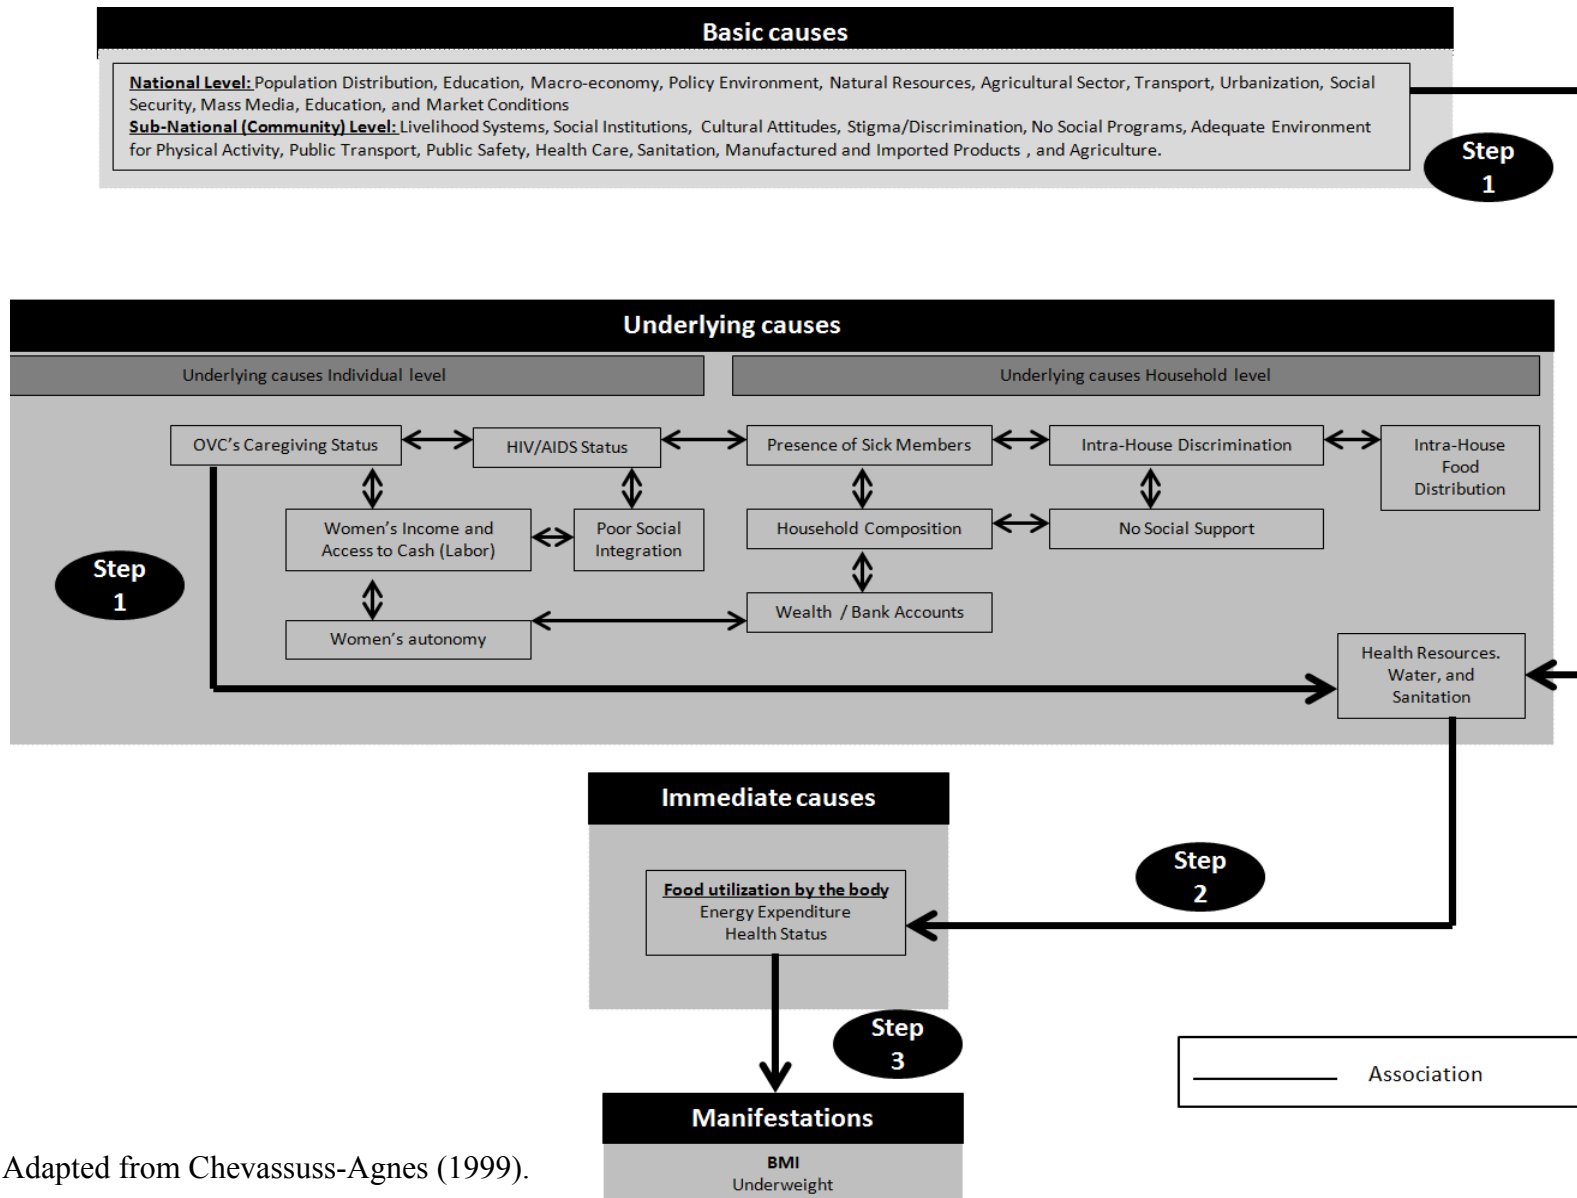 Basic causes
National Level: Population Distribution, Education, Macro-economy, Policy Environment, Natural Resources, Agricultural Sector, Transport, Urbanization, Social
Security, Mass Media, Education, and Market Conditions
Sub-National (Community) Level: Livelihood Systems, Social Institutions, Cultural Attitudes, Stigma/Discrimination, No Social Programs, Adequate Environment
for Physical Activity, Public Transport, Public Safety, Health Care, Sanitation, Manufactured and Imported Products , and Agriculture.
Step
1
Underlying causes
Underlying causes Individual level
Underlying causes Household level
OVC's Caregiving Status
HIV/AIDS Status
Presence of Sick Members
Intra-House Discrimination
Intra-House
Food
Distribution
Women's Income and
Access to Cash (Labor)
Poor Social
Integration
Household Composition
No Social Support
Step
1
Women's autonomy
Wealth / Bank Accounts
Health Resources.
Water, and
Sanitation
Immediate causes
Food utilization by the body
Energy Expenditure
Health Status
Step
2
Step
3
Association
Manifestations
BMI
Underweight
Adapted from Chevassuss-Agnes (1999).